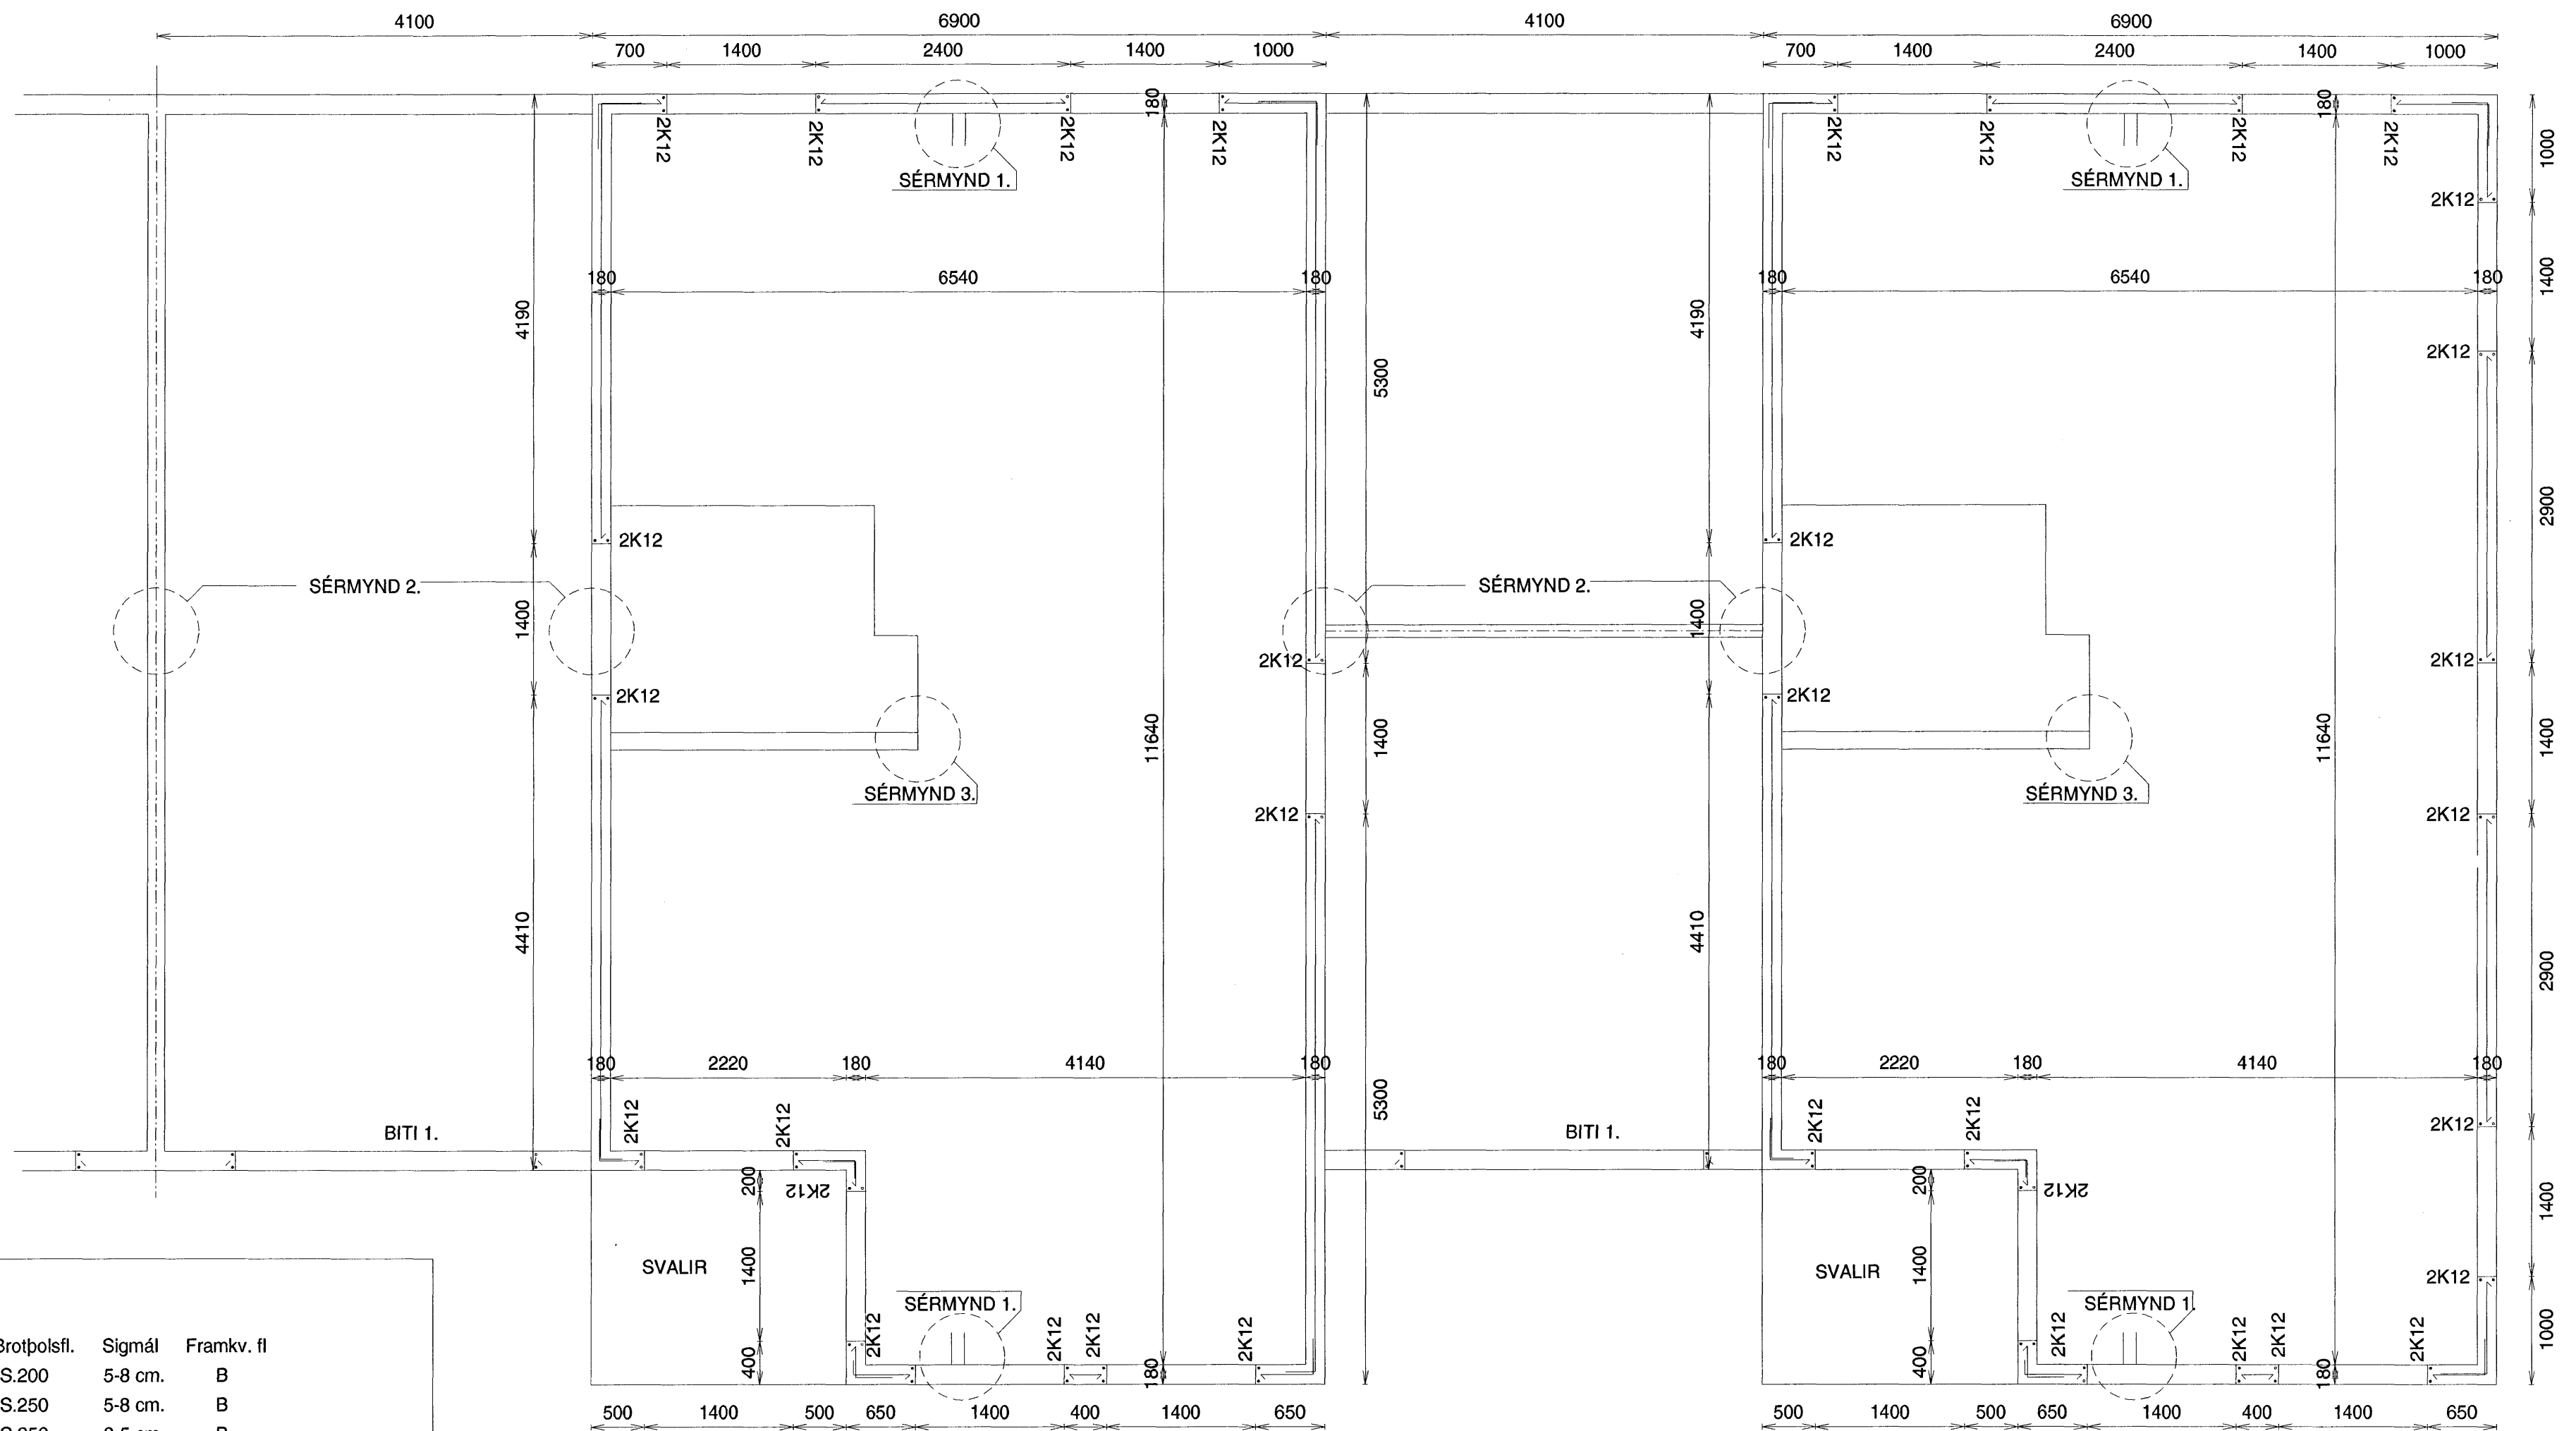 4100 6900 4100 6900
700 1400 2400 1400 1000 700 1400 2400 1400 1000
180 180
2K12 2K12 2K12 2K12 2K12 2K12 2K12 2K12
1000
SÉRMYND 1. SÉRMYND 1.
2K12
180 6540 180 180 6540 180
1400
4190 4190
2K12
5300
2900
2K12 2K12
SÉRMYND 2. SÉRMYND 2.
1400 1400
2K12 2K12
2K12 2K12
11640 1400 11640 1400
SÉRMYND 3. SÉRMYND 3.
2K12 2K12
4410 4410
2900
180 2220 180 4140 180 180 2220 180 4140 180
5300
2K12 2K12 2K12 2K12 2K12
BITI 1. BITI 1.
200 2K12 200 2K12
1400
SVALIR 1400 SVALIR 1400
2K12
SÉRMYND 1. SÉRMYND 1.
2K12 2K12 2K12 2K12 2K12 2K12 2K12 2K12
1000
400 180 400 180
500 1400 500 650 1400 400 1400 650 500 1400 500 650 1400 400 1400 650
Sigmál Framkv. fl
S.200 5-8 cm. B
S.250 5-8 cm. B